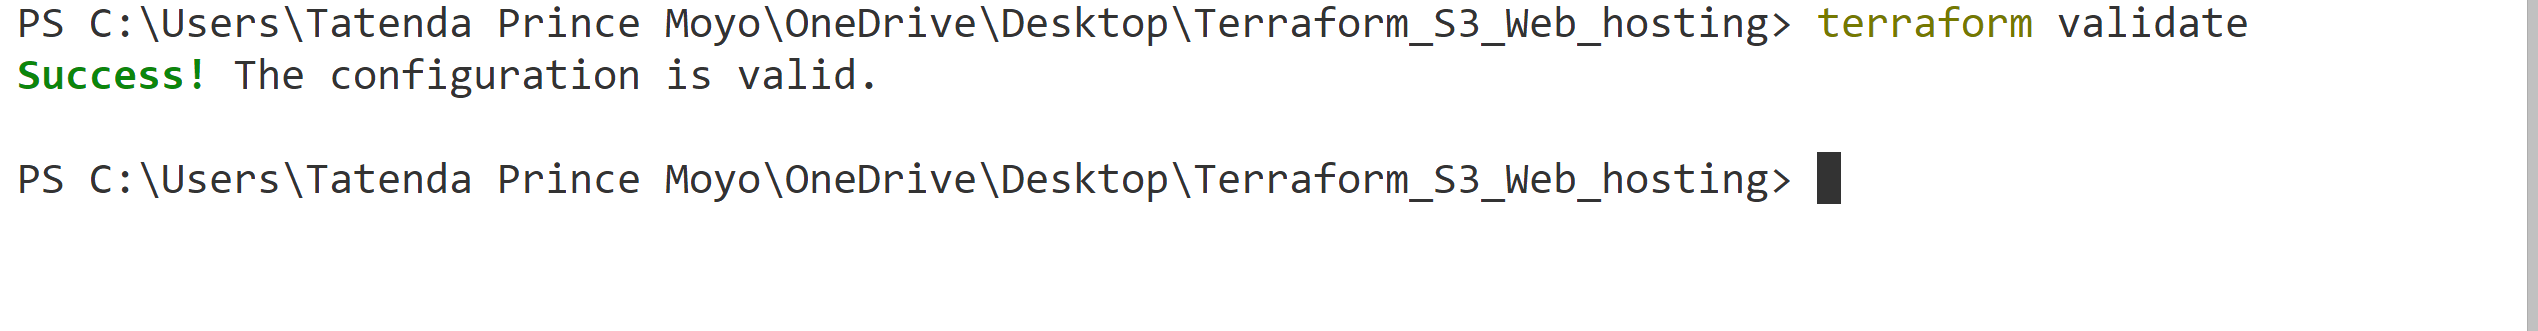 PS C:\Users\Tatenda Prince Moyo\OneDrive\Desktop\Terraform_S3_Web_hosting> terraform validate
Success! The configuration is valid.
PS C:\Users\Tatenda Prince Moyo\OneDrive\Desktop\Terraform_S3_Web_hosting>